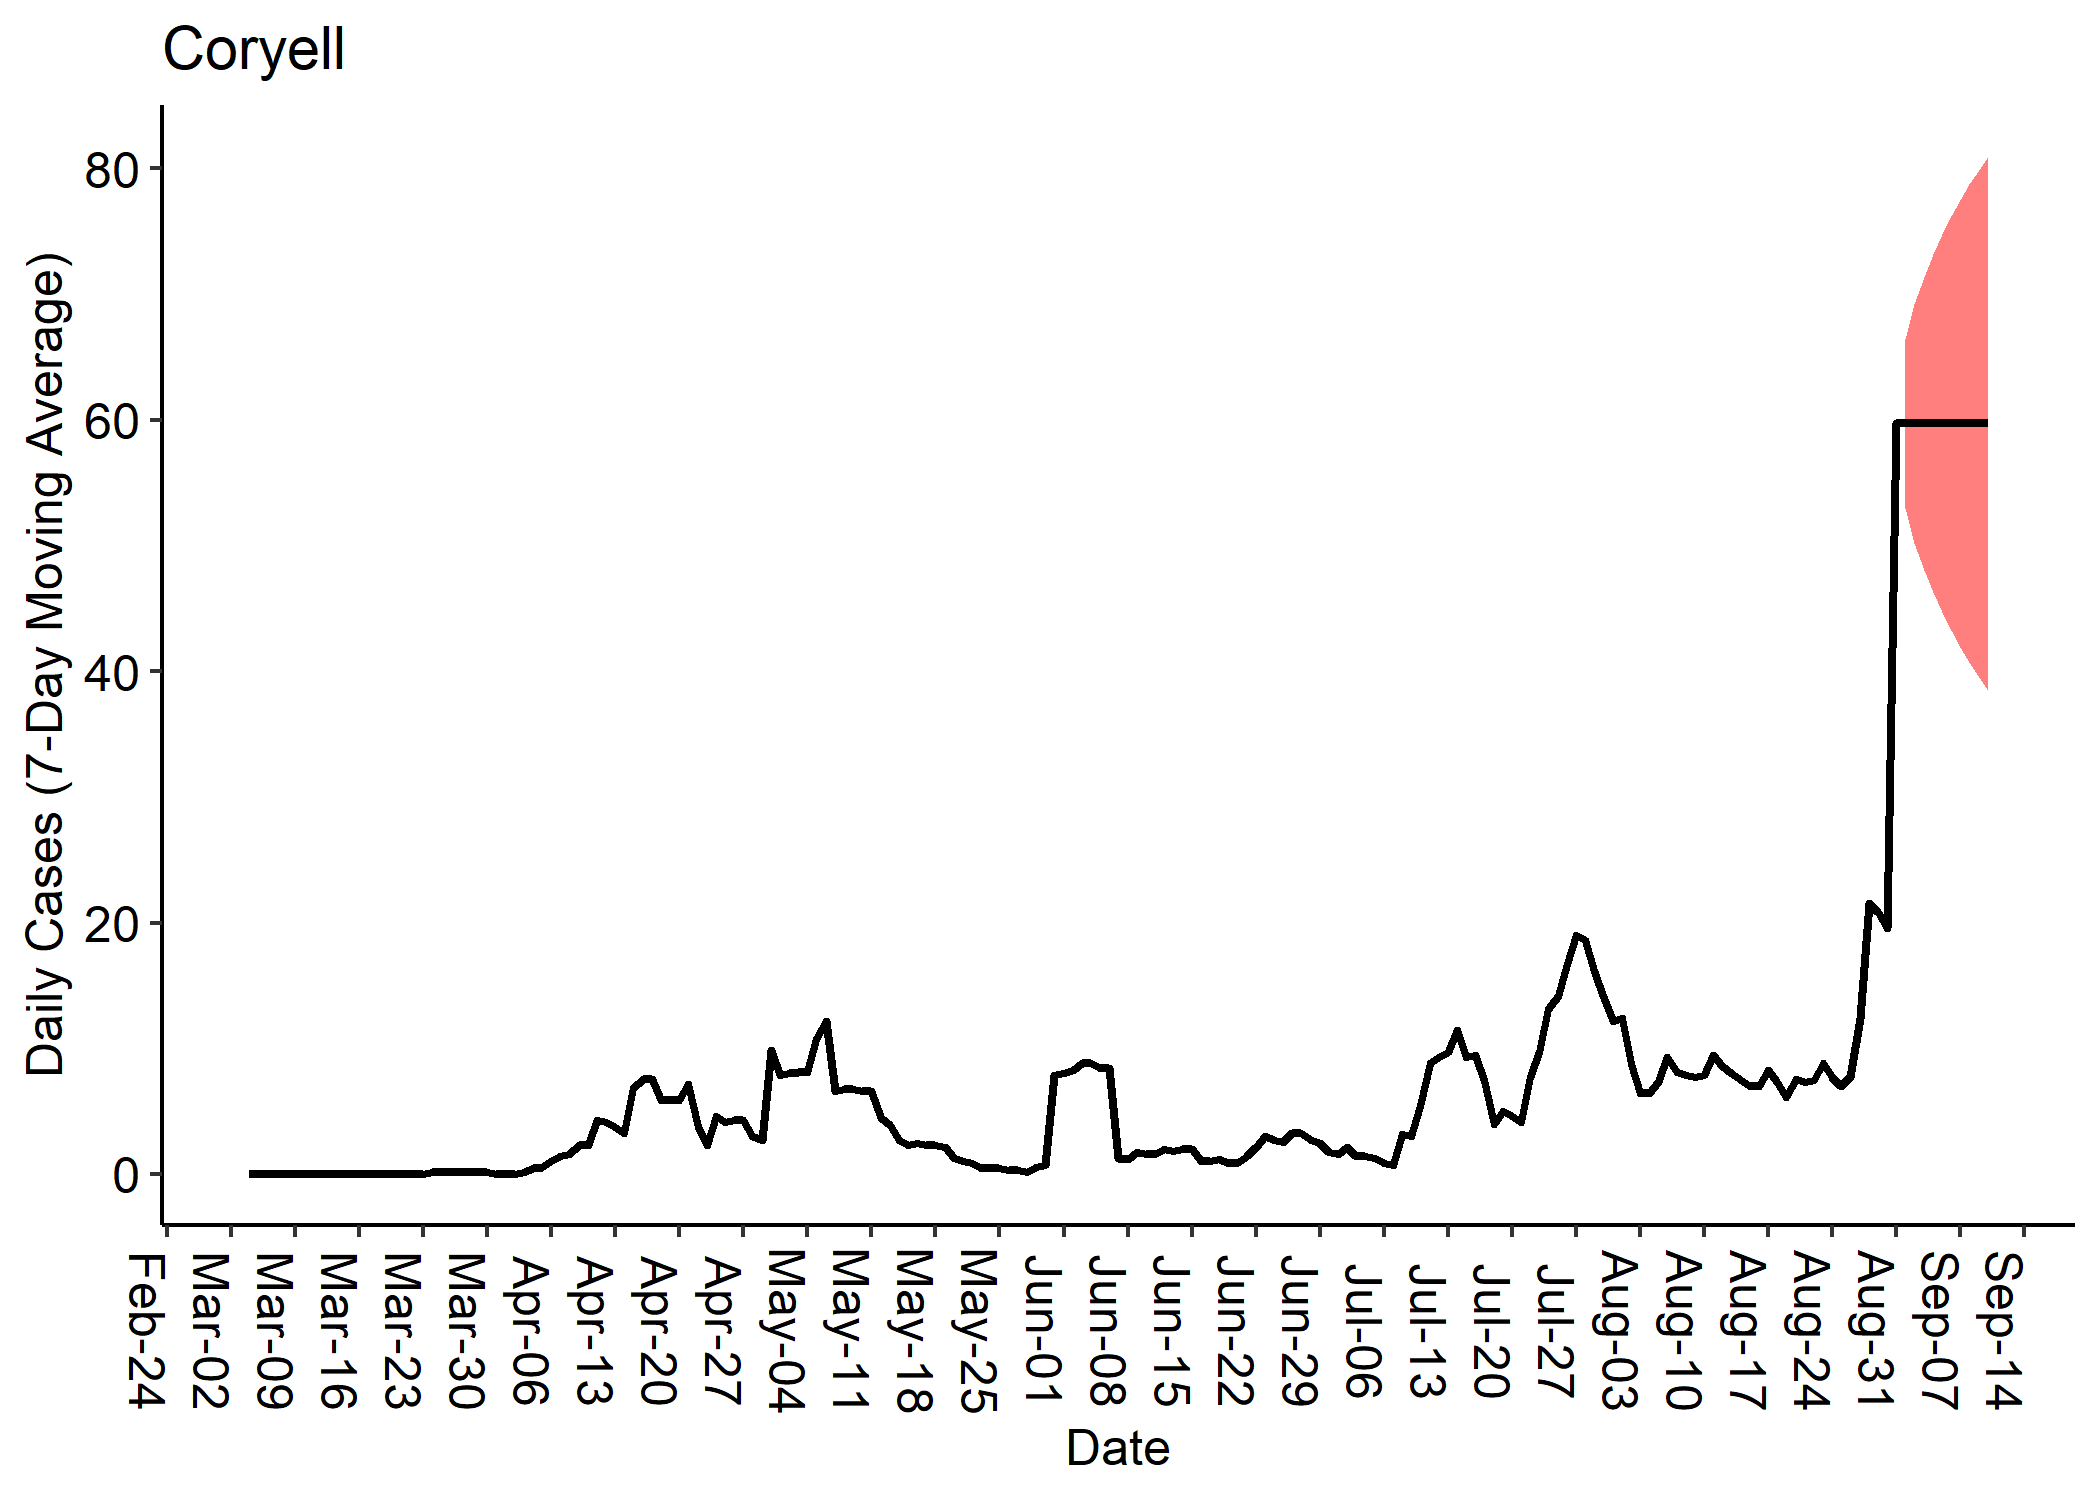 Coryell
Daily Cases (7-Day Moving Average)
80
60
40
20
0
Feb-24
Mar-02
Mar-09
Mar-16
Mar-23
Mar-30
Apr-06
Apr-13
Apr-20
Apr-27
May-04
May-11
May-18
May-25
Jun-01
Jun-08
Jun-15
Jun-22
Jun-29
Jul-06
Jul-13
Jul-20
Jul-27
Aug-03
Aug-10
Aug-17
Aug-24
Aug-31
Sep-07
Sep-14
Date